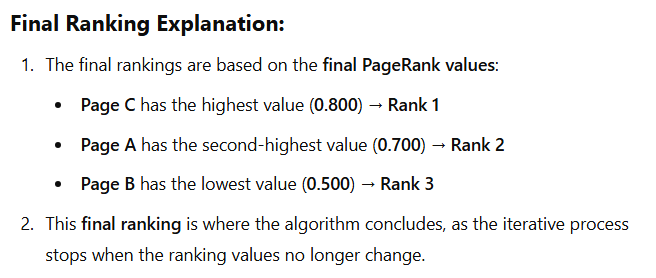 Final Ranking Explanation:
1. The final rankings are based on the final PageRank values:
• Page C has the highest value (0.800) → Rank 1
• Page A has the second-highest value (0.700) → Rank 2
• Page B has the lowest value (0.500) → Rank 3
2. This final ranking is where the algorithm concludes, as the iterative process
stops when the ranking values no longer change.